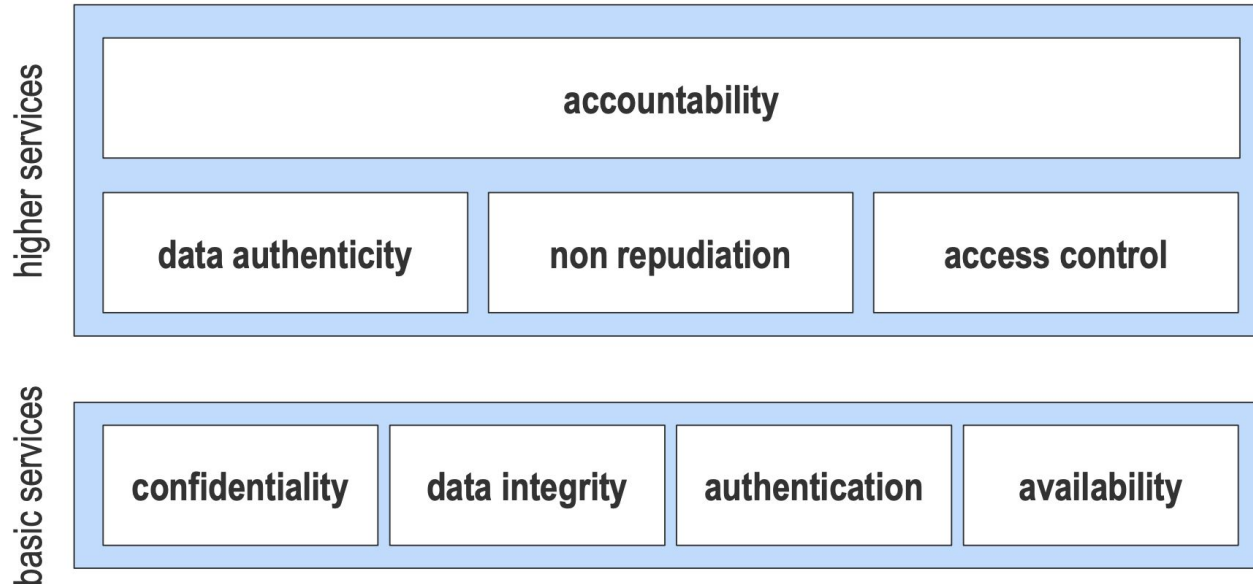 higher services
accountability
data authenticity
non repudiation
access control
basic services
confidentiality
data integrity
authentication
availability